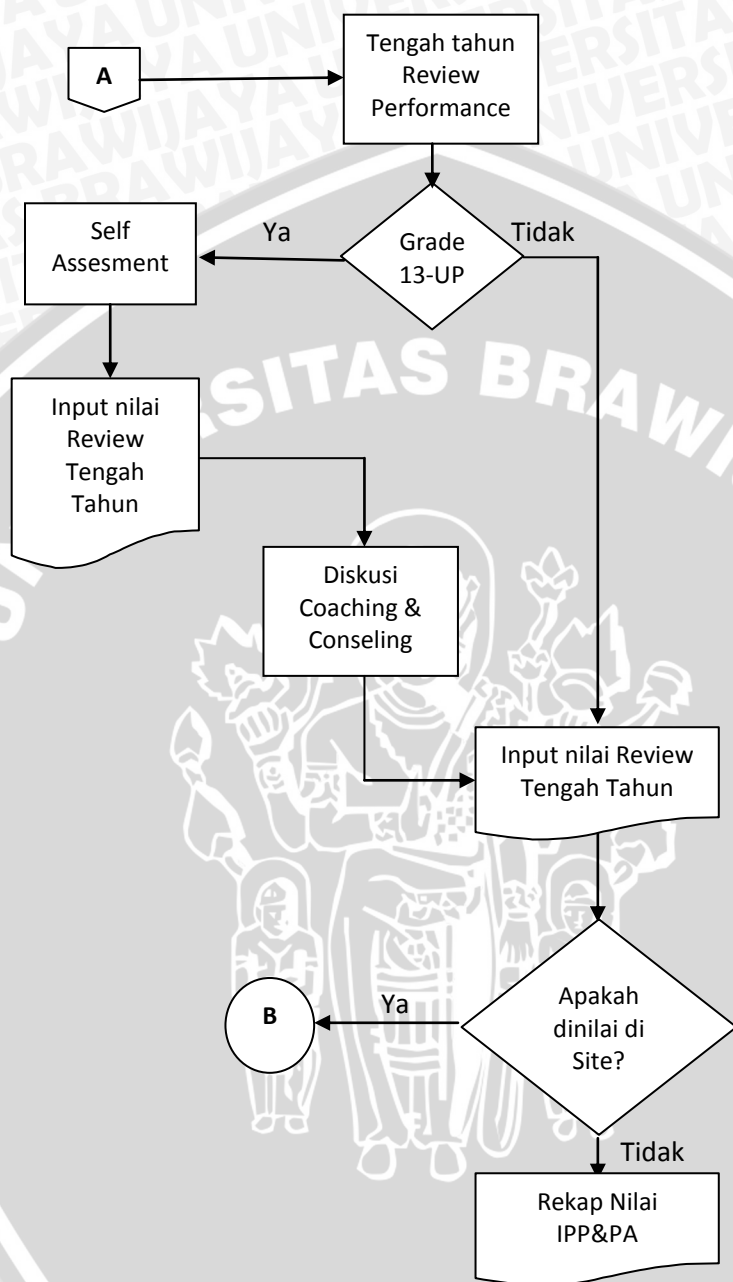 A
Tengah tahun
Review
Performance
Self
Assesment
Ya
Grade
13-UP
Tidak
Input nilai
Review
Tengah
Tahun
Diskusi
Coaching &
Conseling
Input nilai Review
Tengah Tahun
B
Ya
Apakah
dinilai di
Site?
Tidak
Rekap Nilai
IPP&PA